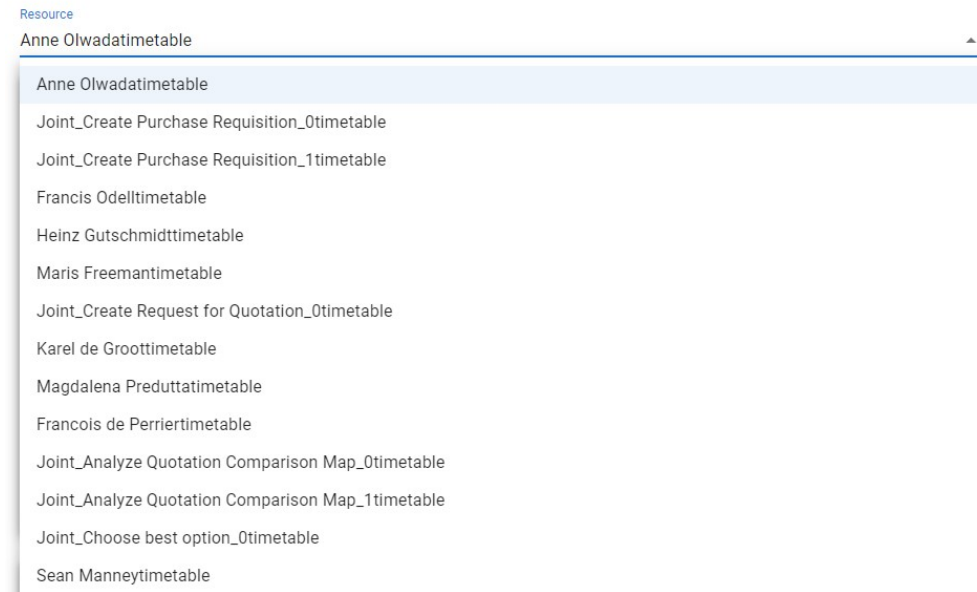 Resource
Anne Olwadatimetable
Anne Olwadatimetable
Joint_Create Purchase Requisition_0timetable
Joint_Create Purchase Requisition_1timetable
Francis Odelltimetable
Heinz Gutschmidttimetable
Maris Freemantimetable
Joint_Create Request for Quotation_0timetable
Karel de Groottimetable
Magdalena Preduttatimetable
Francois de Perriertimetable
Joint_Analyze Quotation Comparison Map_0timetable
Joint_Analyze Quotation Comparison Map_1timetable
Joint_Choose best option_0timetable
Sean Manneytimetable